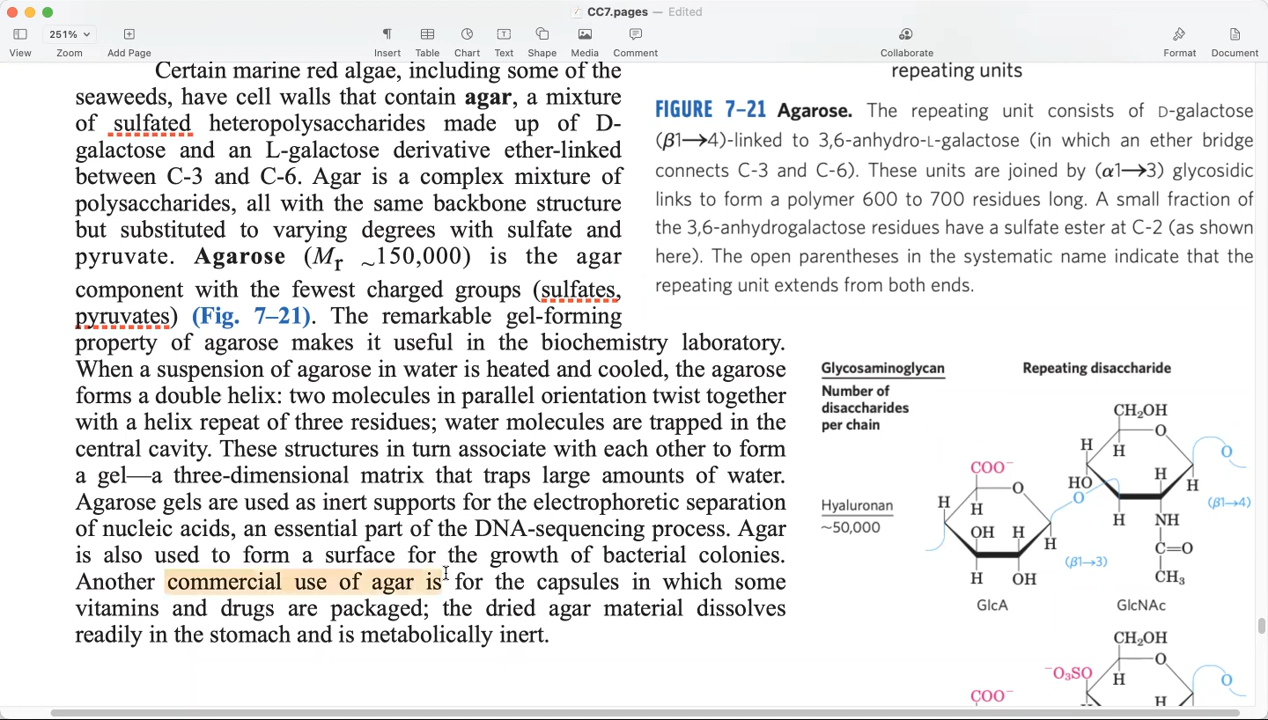 CC7.pages — Edited
251%
View
Zoom
Add Page
Insert
Table
Chart
Text
Shape
Media
Comment
Collaborate
Format
Document
Certain marine red algae, including some of the
seaweeds, have cell walls that contain agar, a mixture
of sulfated heteropolysaccharides made up of D-
galactose and an L-galactose derivative ether-linked
between C-3 and C-6. Agar is a complex mixture of
polysaccharides, all with the same backbone structure
but substituted to varying degrees with sulfate and
pyruvate. Agarose (Mr ~150,000) is the agar
component with the fewest charged groups (sulfates,
pyruvates) (Fig. 7–21). The remarkable gel-forming
property of agarose makes it useful in the biochemistry laboratory.
When a suspension of agarose in water is heated and cooled, the agarose
forms a double helix: two molecules in parallel orientation twist together
with a helix repeat of three residues; water molecules are trapped in the
central cavity. These structures in turn associate with each other to form
a gel—a three-dimensional matrix that traps large amounts of water.
Agarose gels are used as inert supports for the electrophoretic separation
of nucleic acids, an essential part of the DNA-sequencing process. Agar
is also used to form a surface for the growth of bacterial colonies.
Another commercial use of agar is for the capsules in which some
vitamins and drugs are packaged; the dried agar material dissolves
readily in the stomach and is metabolically inert.
repeating units
FIGURE 7–21 Agarose. The repeating unit consists of D-galactose
(β1→4)-linked to 3,6-anhydro-L-galactose (in which an ether bridge
connects C-3 and C-6). These units are joined by (α1→3) glycosidic
links to form a polymer 600 to 700 residues long. A small fraction of
the 3,6-anhydrogalactose residues have a sulfate ester at C-2 (as shown
here). The open parentheses in the systematic name indicate that the
repeating unit extends from both ends.
Glycosaminoglycan
Repeating disaccharide
Number of
disaccharides
per chain
Hyaluronan
~50,000
CH₂OH
O
H
H
O
COO⁻
O
HO
H
H
H
H
O
(β1→4)
OH
H
H
H
NH
(β1→3)
C=O
H
OH
CH₃
GlcA
GlcNAc
CH₂OH
⁻O₃SO
O
H
O
COO⁻
H